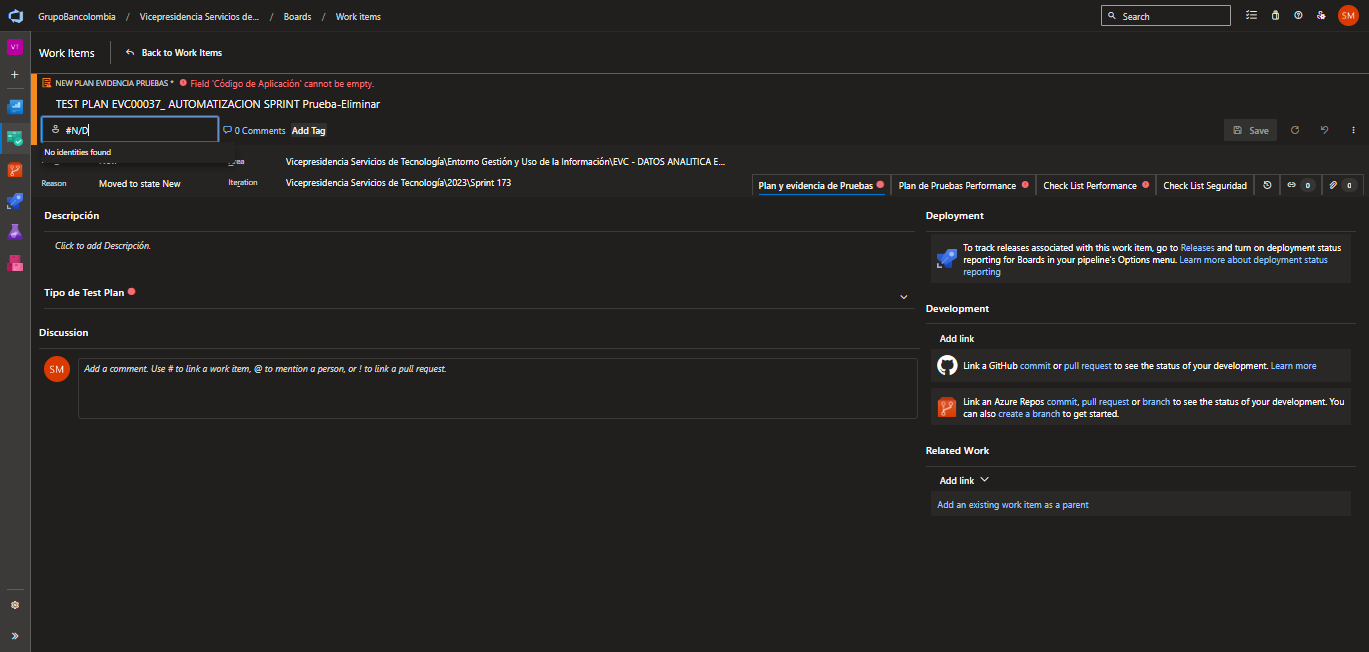 GrupoBancolombia / Vicepresidencia Servicios de... / Boards / Work items
Search
SM
VT
Work Items
Back to Work Items
NEW PLAN EVIDENCIA PRUEBAS * Field 'Código de Aplicación' cannot be empty.
TEST PLAN EVC00037_ AUTOMATIZACION SPRINT Prueba-Eliminar
#N/D
0 Comments
Add Tag
Save
No identities found
Vicepresidencia Servicios de Tecnología\Entorno Gestión y Uso de la Información\EVC - DATOS ANALITICA E...
Reason
Moved to state New
Iteration
Vicepresidencia Servicios de Tecnología\2023\Sprint 173
Plan y evidencia de Pruebas
Plan de Pruebas Performance
Check List Performance
Check List Seguridad
0
0
Descripción
Click to add Descripción.
Tipo de Test Plan
Discussion
SM
Add a comment. Use # to link a work item, @ to mention a person, or ! to link a pull request.
Deployment
To track releases associated with this work item, go to Releases and turn on deployment status
reporting for Boards in your pipeline's Options menu. Learn more about deployment status
reporting
Development
Add link
Link a GitHub commit or pull request to see the status of your development. Learn more
Link an Azure Repos commit, pull request or branch to see the status of your development. You
can also create a branch to get started.
Related Work
Add link
Add an existing work item as a parent